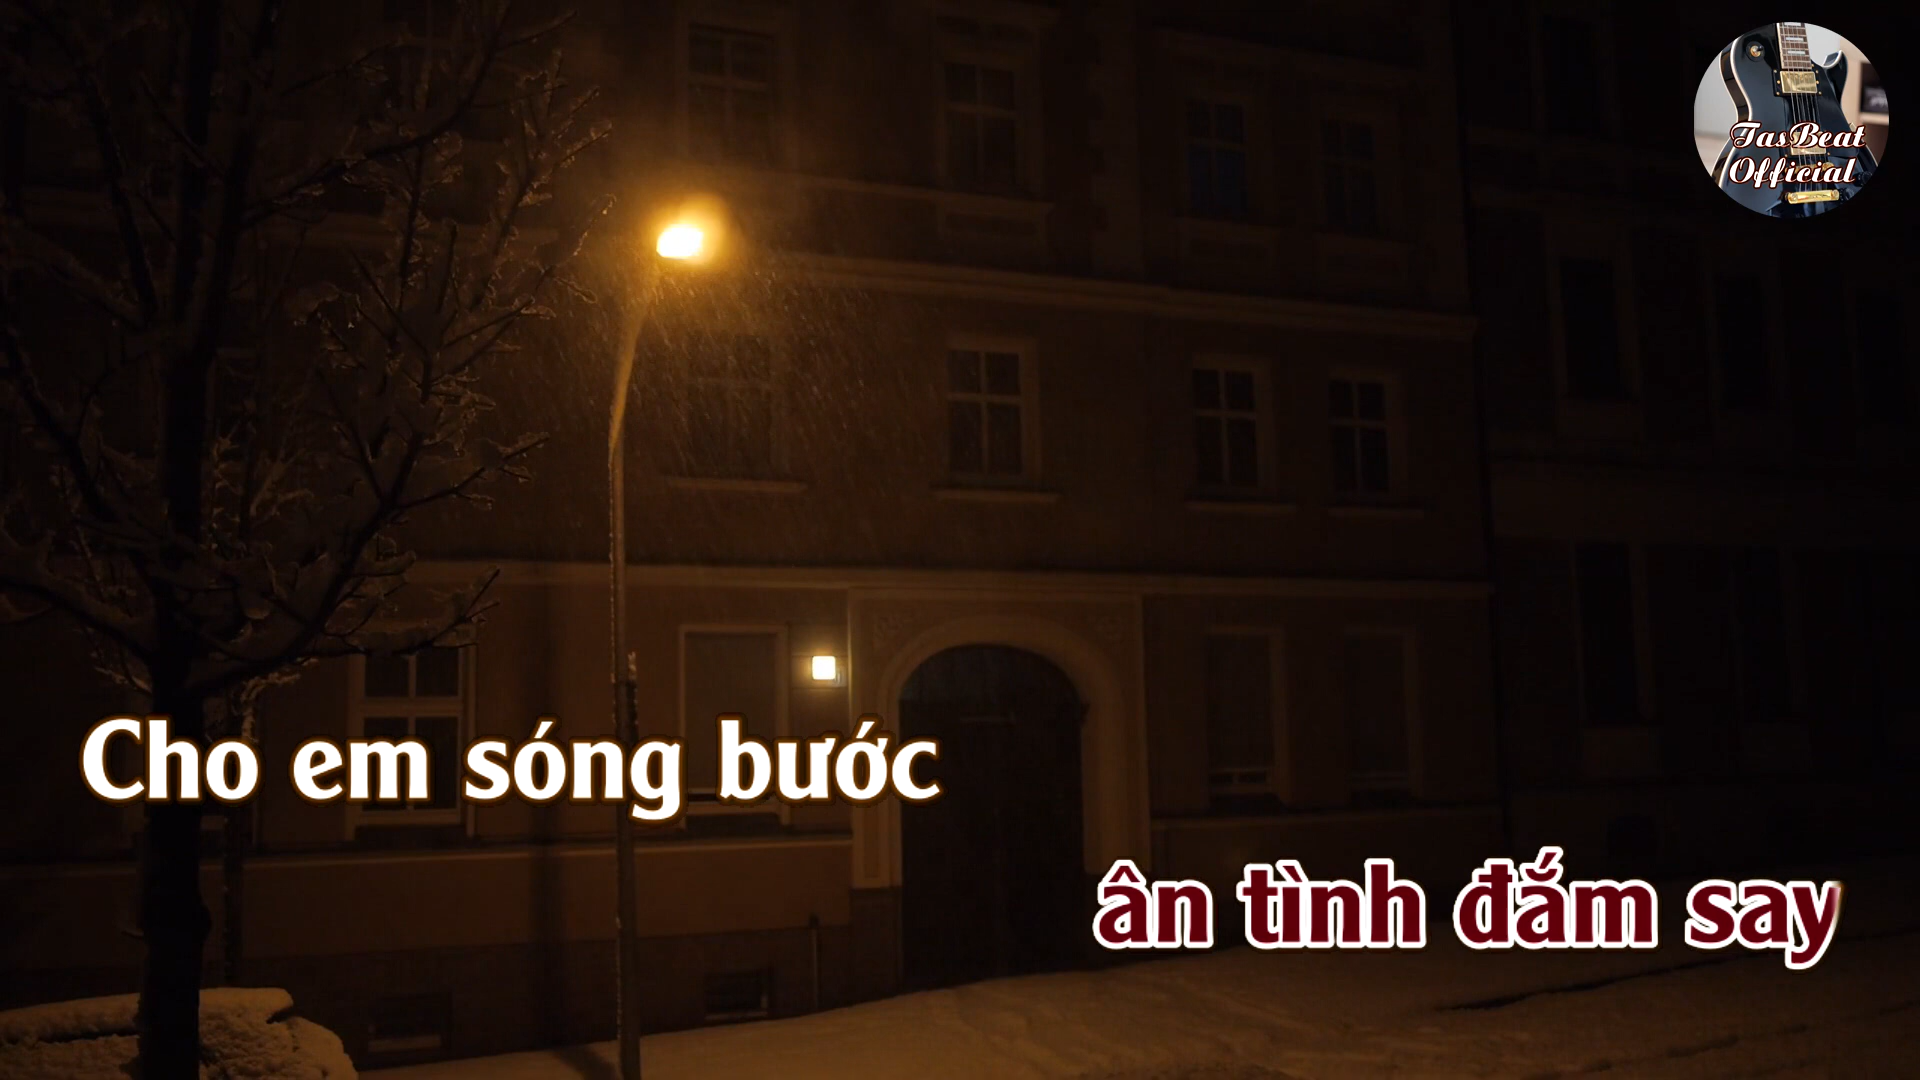 TasBeat
Official
Cho em sóng bước
ân tình đắm say